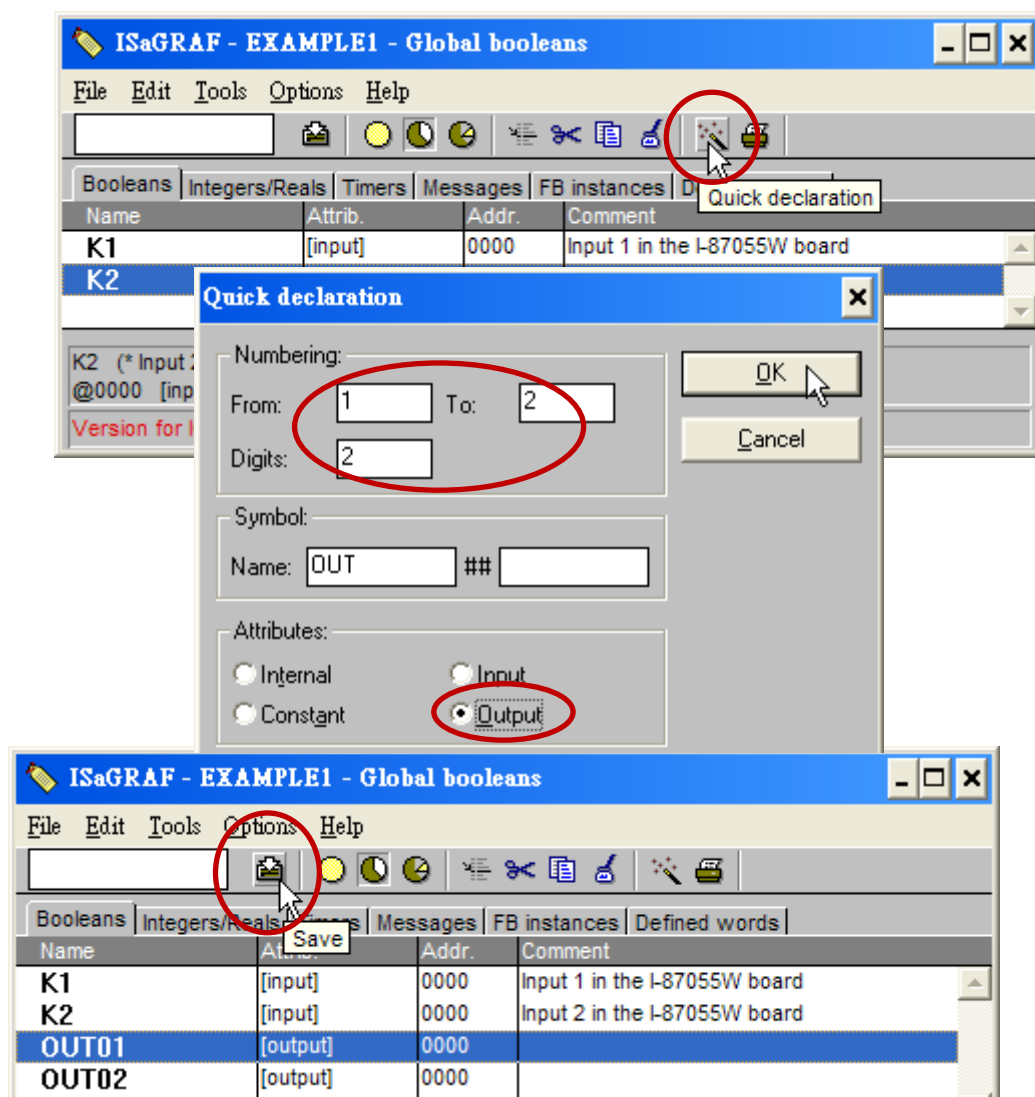 ISaGRAF - EXAMPLE1 - Global booleans
File Edit Tools Options Help
Quick declaration
Booleans Integers/Reals Timers Messages FB instances
Name Attrib. Addr. Comment
K1 [input] 0000 Input 1 in the I-87055W board
K2
K2 (* Input
@0000 [inp
Version for
Quick declaration
Numbering:
From: 1 To: 2
Digits: 2
OK
Cancel
Symbol:
Name: OUT ##
Attributes:
Internal Input
Constant Output
ISaGRAF - EXAMPLE1 - Global booleans
File Edit Tools Options Help
Save
Booleans Integers/Reals Timers Messages FB instances Defined words
Name Attrib. Addr. Comment
K1 [input] 0000 Input 1 in the I-87055W board
K2 [input] 0000 Input 2 in the I-87055W board
OUT01 [output] 0000
OUT02 [output] 0000